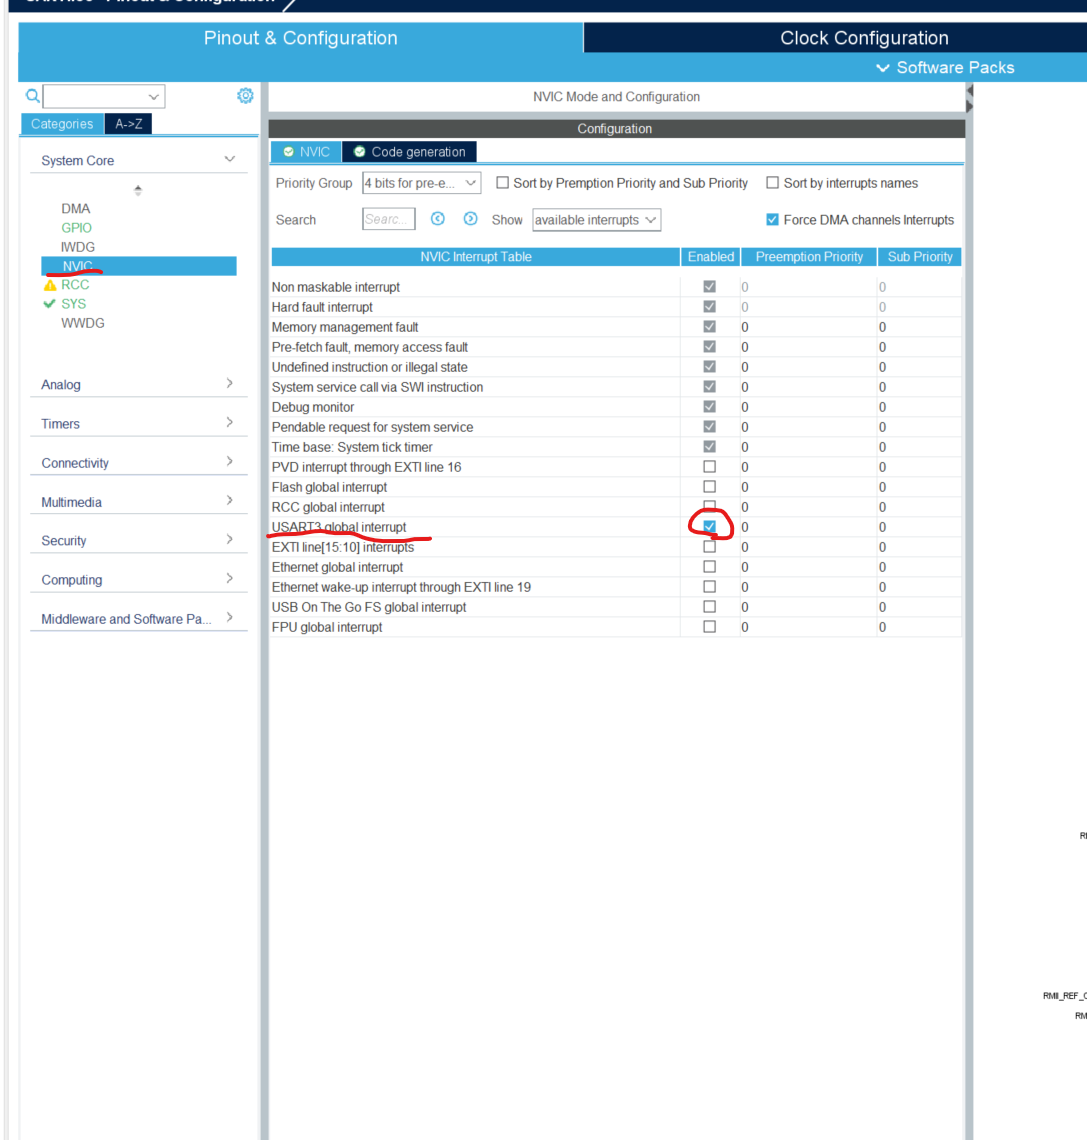 Pinout & Configuration
Clock Configuration
Software Packs
NVIC Mode and Configuration
Categories A->Z
Configuration
System Core
NVIC Code generation
Priority Group 4 bits for pre-e... Sort by Premption Priority and Sub Priority Sort by interrupts names
Search Searc... Show available interrupts Force DMA channels Interrupts
DMA
GPIO
IWDG
NVIC
RCC
SYS
WWDG
Analog
Timers
Connectivity
Multimedia
Security
Computing
Middleware and Software Pa...
NVIC Interrupt Table Enabled Preemption Priority Sub Priority
Non maskable interrupt 0 0
Hard fault interrupt 0 0
Memory management fault 0 0
Pre-fetch fault, memory access fault 0 0
Undefined instruction or illegal state 0 0
System service call via SWI instruction 0 0
Debug monitor 0 0
Pendable request for system service 0 0
Time base: System tick timer 0 0
PVD interrupt through EXTI line 16 0 0
Flash global interrupt 0 0
RCC global interrupt 0 0
USART3 global interrupt 0 0
EXTI line[15:10] interrupts 0 0
Ethernet global interrupt 0 0
Ethernet wake-up interrupt through EXTI line 19 0 0
USB On The Go FS global interrupt 0 0
FPU global interrupt 0 0